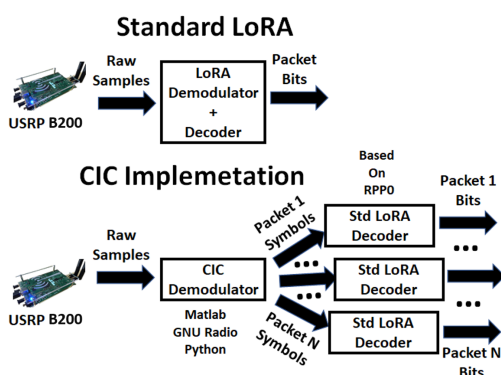 Standard LoRA
Raw
Samples
Packet
Bits
LoRA
Demodulator
+
Decoder
USRP B200
CIC Implemetation
Based
On
RPP0
Packet 1
Bits
Raw
Samples
Packet 1
Symbols
Std LoRA
Decoder
...
...
CIC
Demodulator
Std LoRA
Decoder
...
...
USRP B200
Matlab
GNU Radio
Python
Packet N
Symbols
Std LoRA
Decoder
Packet N
Bits